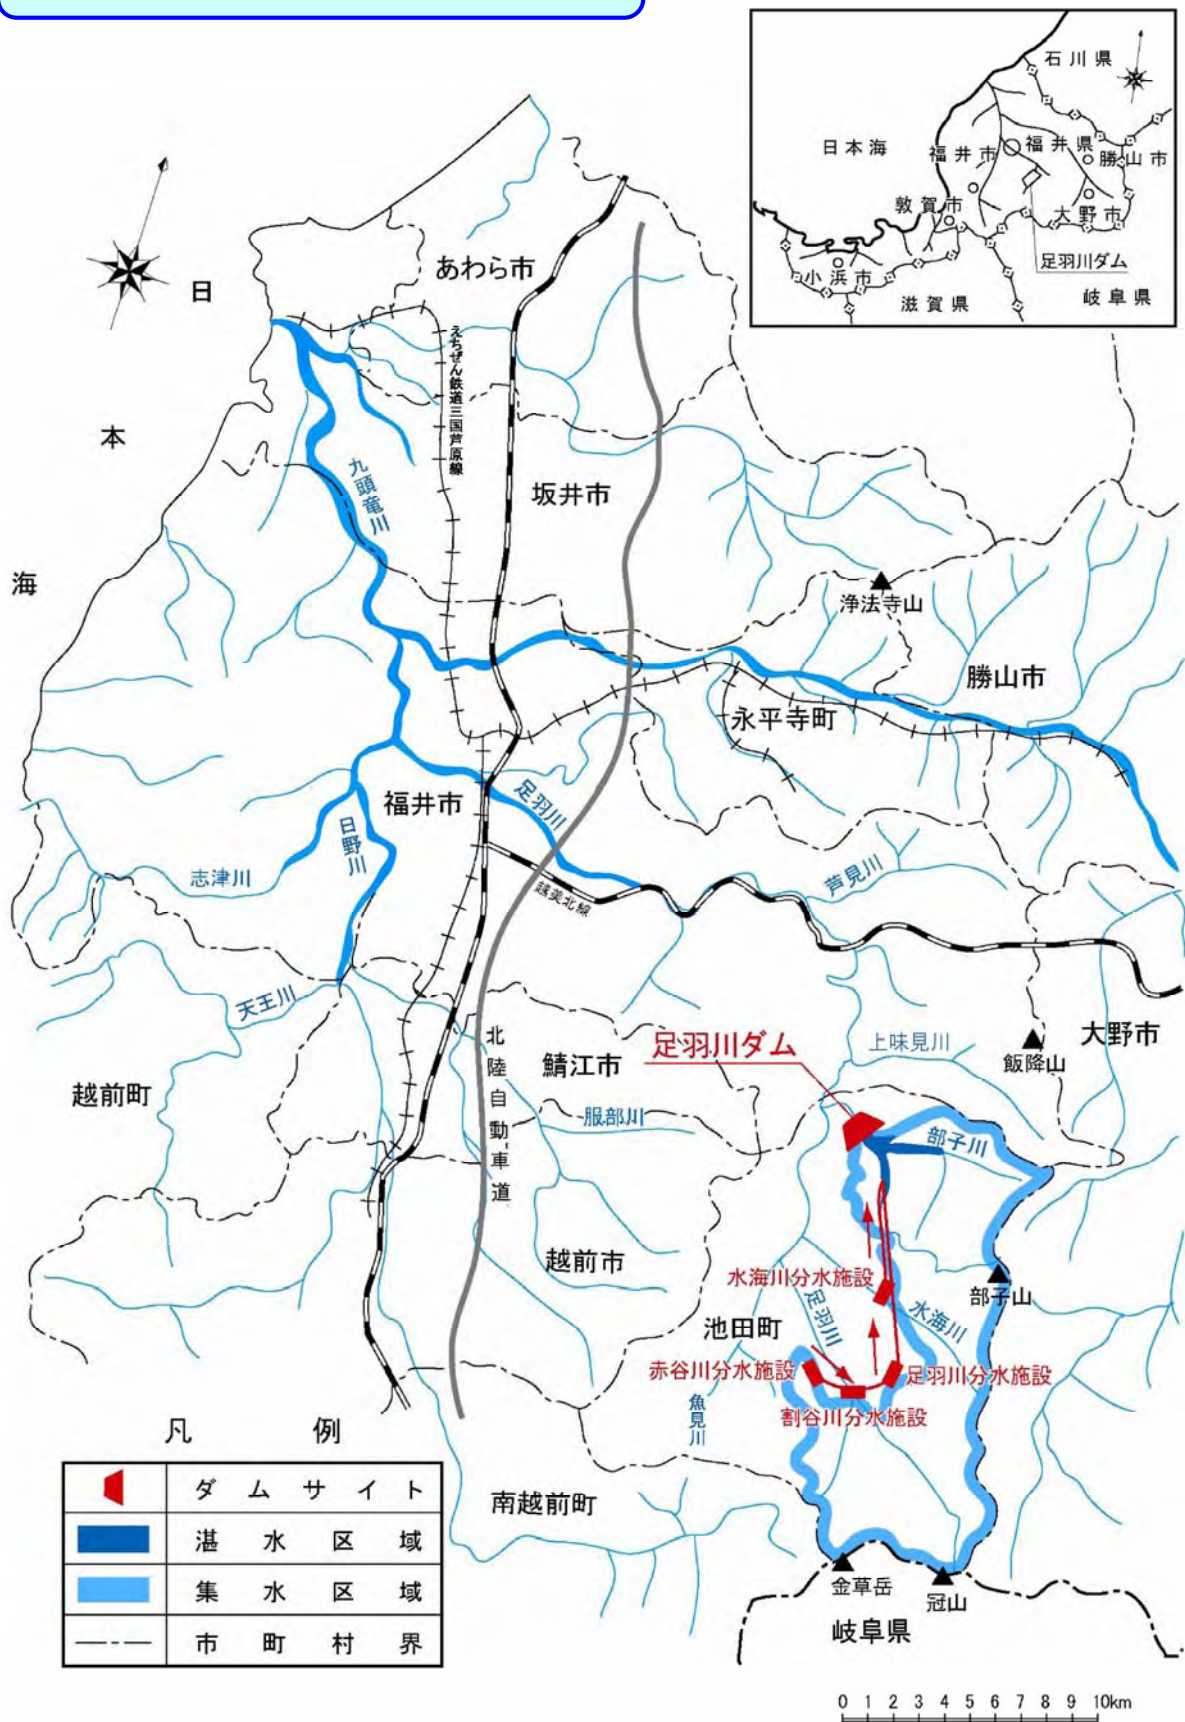 石川県
日本海
福井市
福井県
勝山市
敦賀市
大野市
足羽川ダム
小浜市
滋賀県
岐阜県
日
本
海
あわら市
えちぜん鉄道三国芦原線
九頭竜川
坂井市
浄法寺山
勝山市
永平寺町
福井市
足羽川
日野川
志津川
越美北線
芦見川
天王川
北陸自動車道
鯖江市
足羽川ダム
上味見川
飯降山
大野市
越前町
服部川
部子川
越前市
水海川分水施設
部子山
足羽川
水海川
池田町
赤谷川分水施設
足羽川分水施設
魚見川
割谷川分水施設
南越前町
金草岳
冠山
岐阜県
凡例
ダムサイト
湛水区域
集水区域
市町村界
0 1 2 3 4 5 6 7 8 9 10km